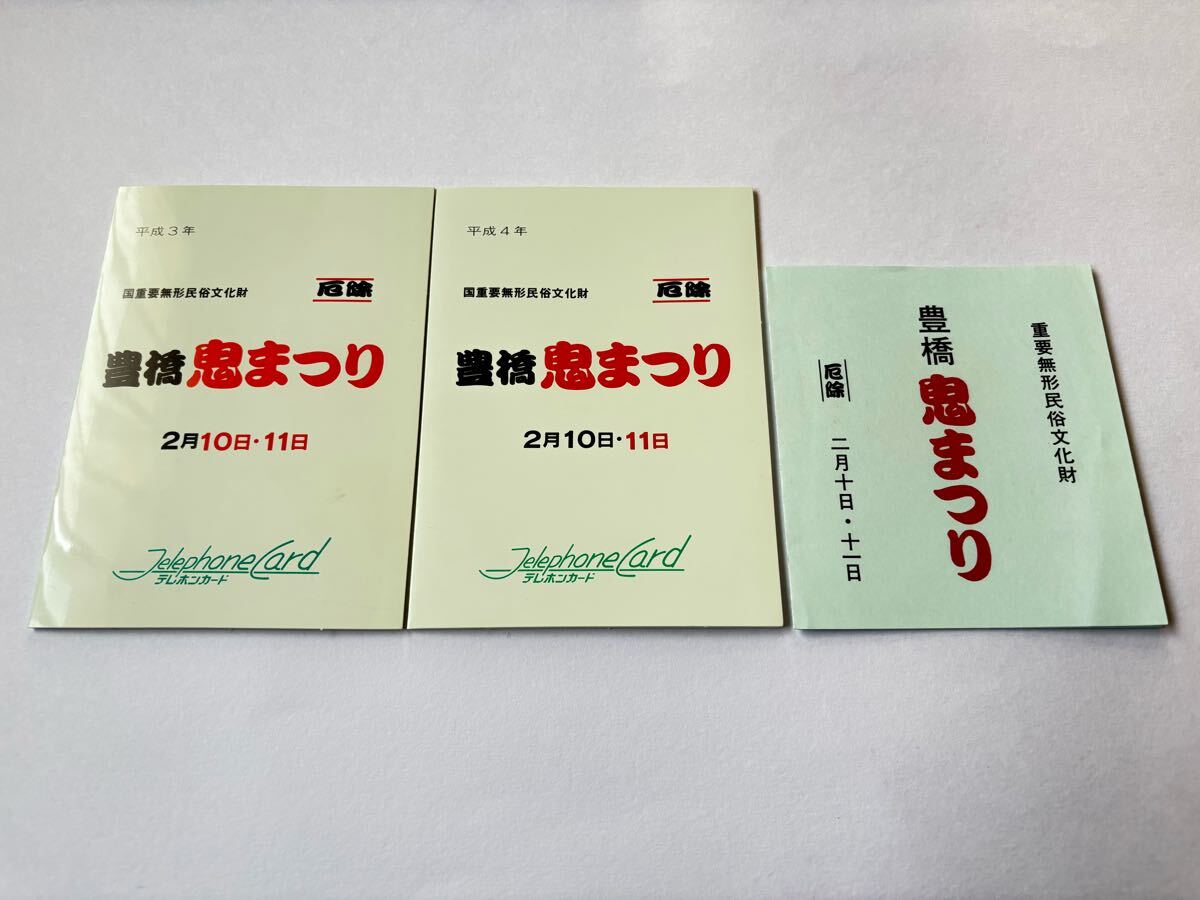 平成3年
国重要無形民俗文化財
厄除
豊橋 鬼まつり
2月10日・11日
Telephone Card
テレホンカード
平成4年
国重要無形民俗文化財
厄除
豊橋 鬼まつり
2月10日・11日
Telephone Card
テレホンカード
重要無形民俗文化財
豊橋 鬼まつり
厄除
二月十日・十一日